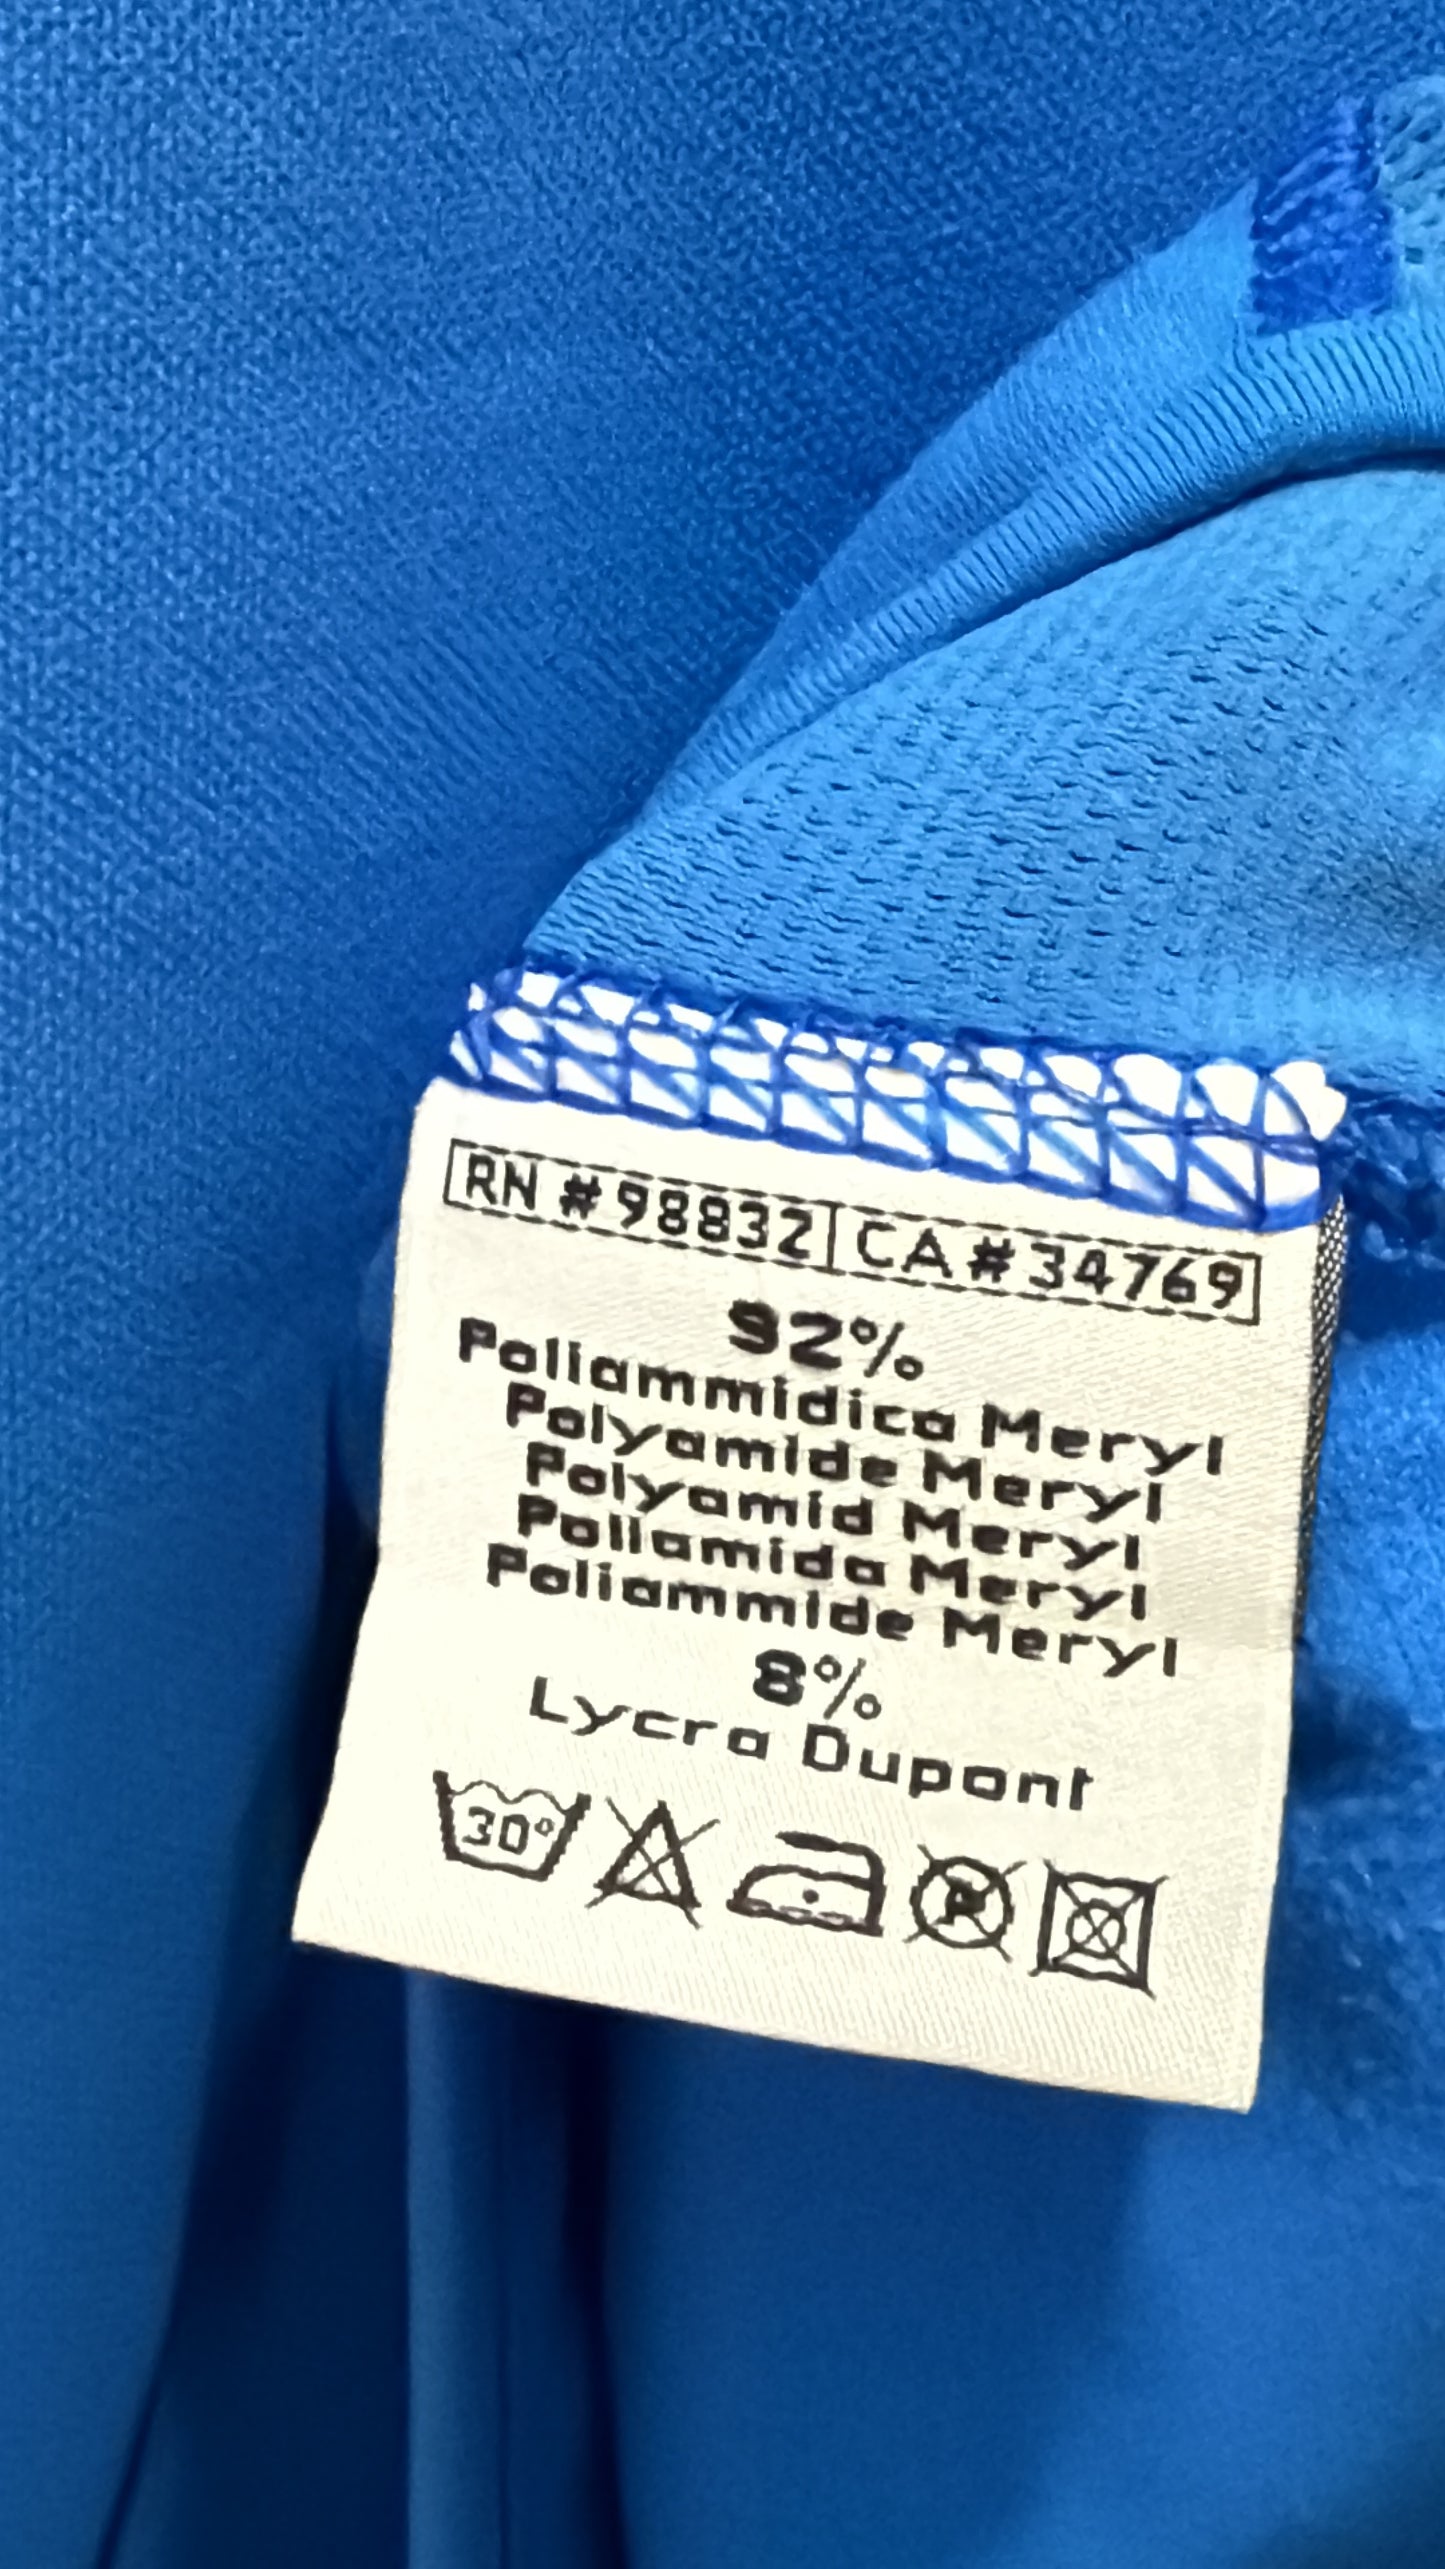 RN #98832 CA#34769
92%
Poliammidica Meryl
Polyamide Meryl
Polyamid Meryl
Poliamida Meryl
Poliammide Meryl
8%
Lycra Dupont
30° P